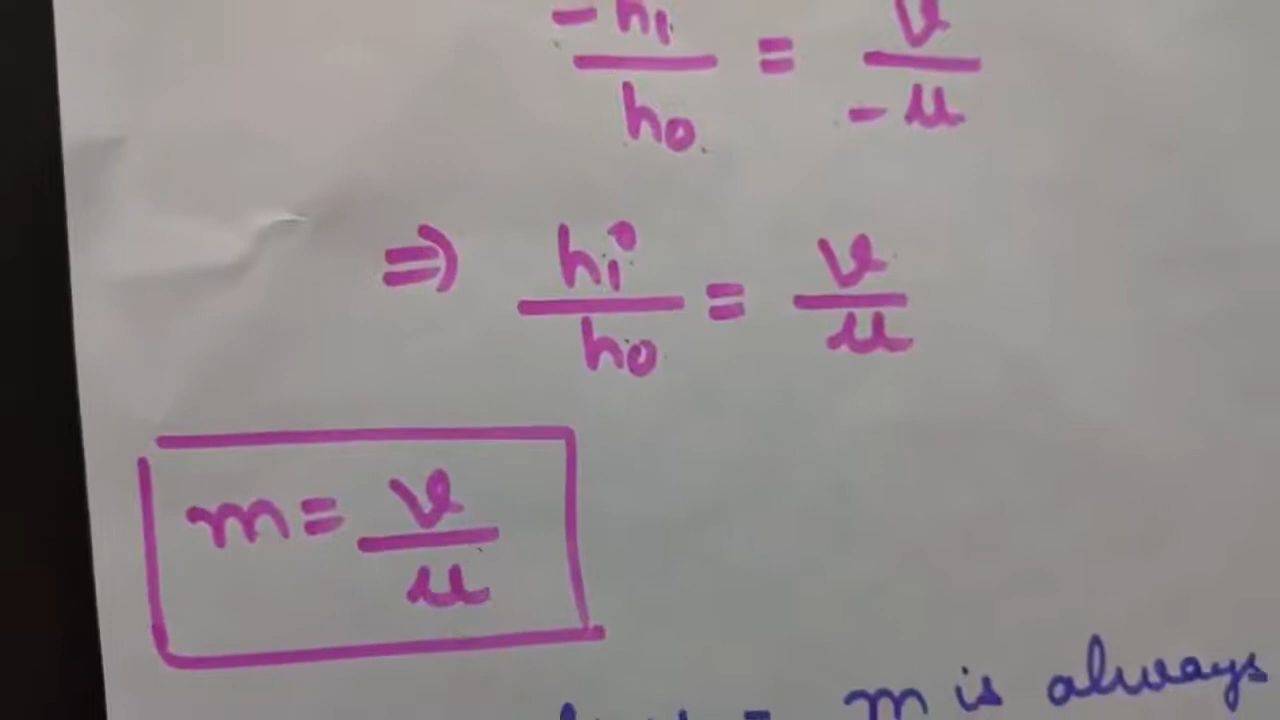 -hi/ho = v/-u
⇒ hi/ho = v/u
m = v/u
m is always